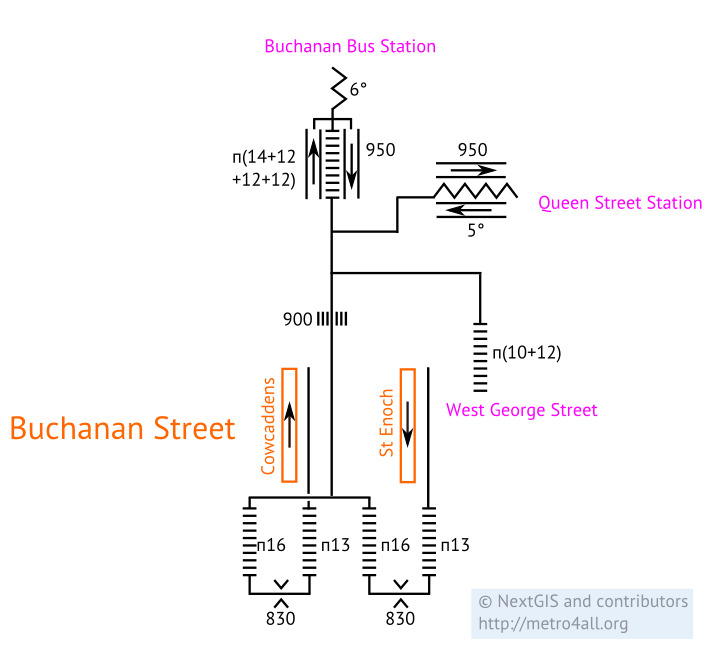 Buchanan Bus Station
6°
п(14+12
+12+12)
950
950
Queen Street Station
5°
900
п(10+12)
West George Street
Buchanan Street
Cowcaddens
St Enoch
п16
п13
п16
п13
830
830
© NextGIS and contributors
http://metro4all.org